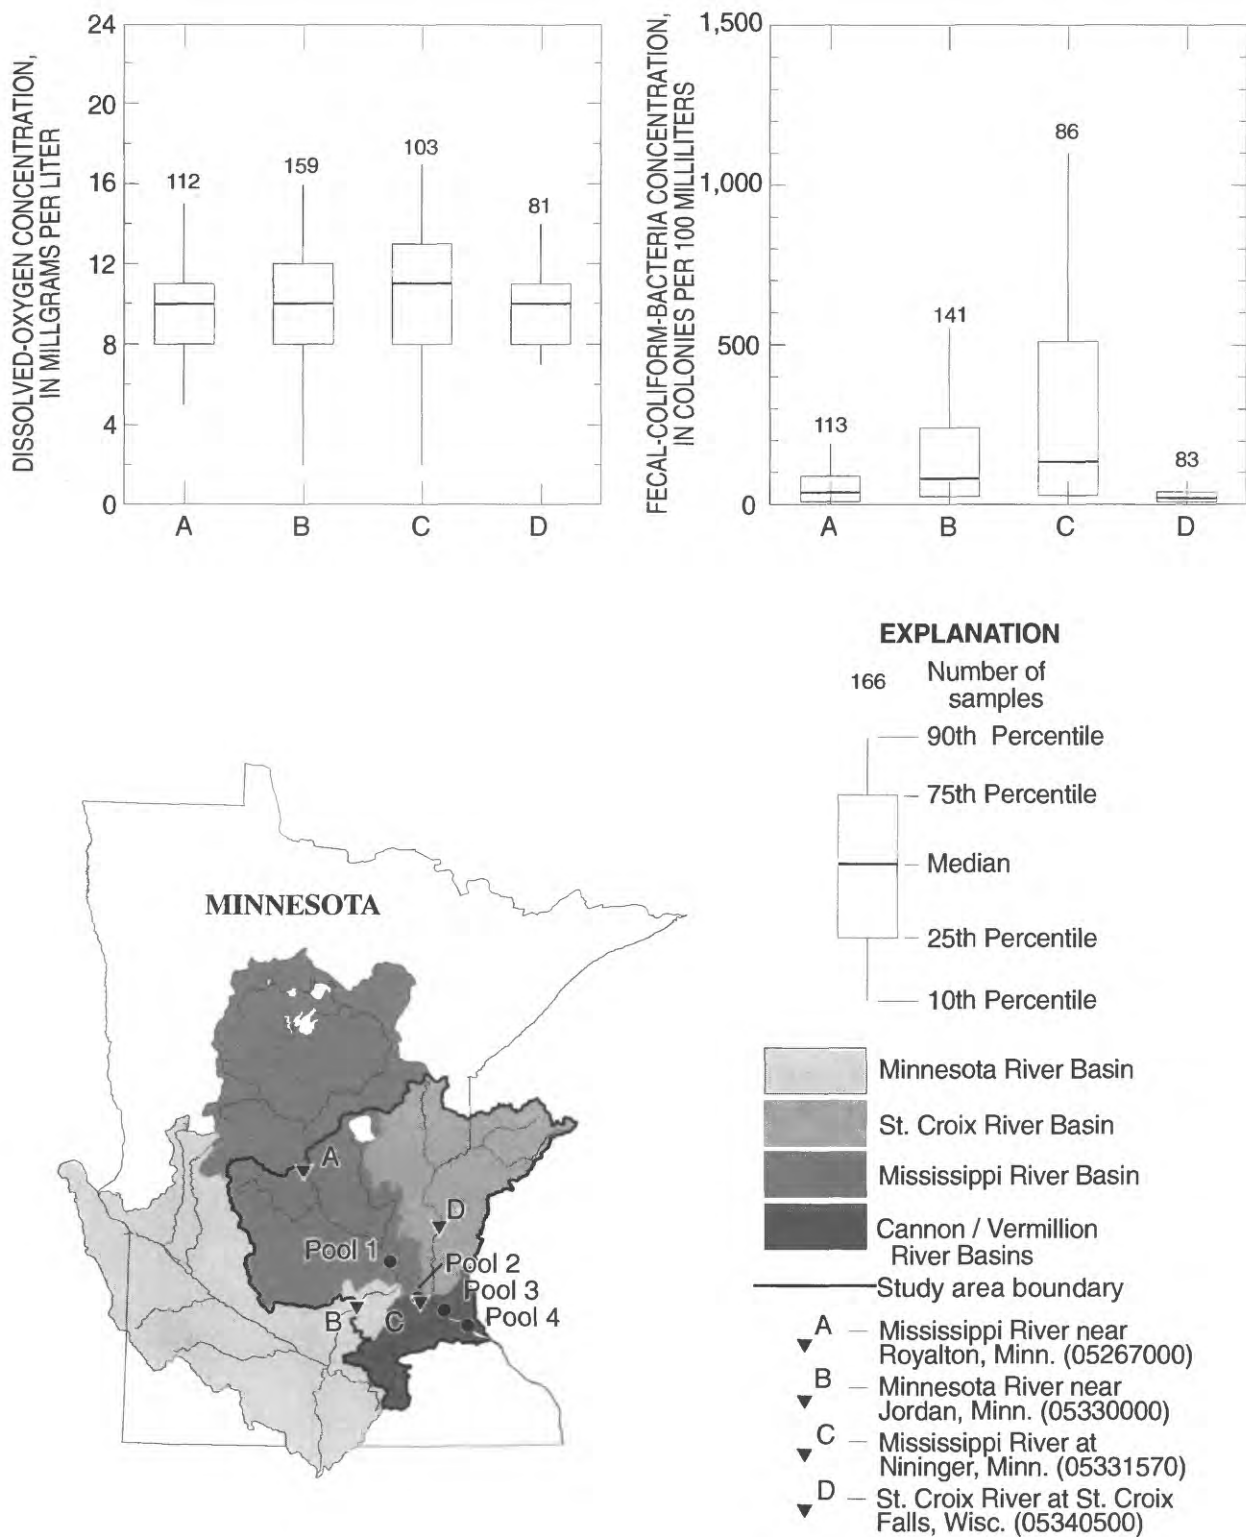 DISSOLVED-OXYGEN CONCENTRATION,
IN MILLGRAMS PER LITER
24
20
16
12
8
4
0
112
159
103
81
A
B
C
D
FECAL-COLIFORM-BACTERIA CONCENTRATION,
IN COLONIES PER 100 MILLILITERS
1,500
1,000
500
0
113
141
86
83
A
B
C
D
EXPLANATION
166
Number of
samples
90th Percentile
75th Percentile
Median
25th Percentile
10th Percentile
MINNESOTA
A
D
Pool 1
Pool 2
Pool 3
B
C
Pool 4
Minnesota River Basin
St. Croix River Basin
Mississippi River Basin
Cannon / Vermillion
River Basins
Study area boundary
A
Mississippi River near
Royalton, Minn. (05267000)
B
Minnesota River near
Jordan, Minn. (05330000)
C
Mississippi River at
Nininger, Minn. (05331570)
D
St. Croix River at St. Croix
Falls, Wisc. (05340500)